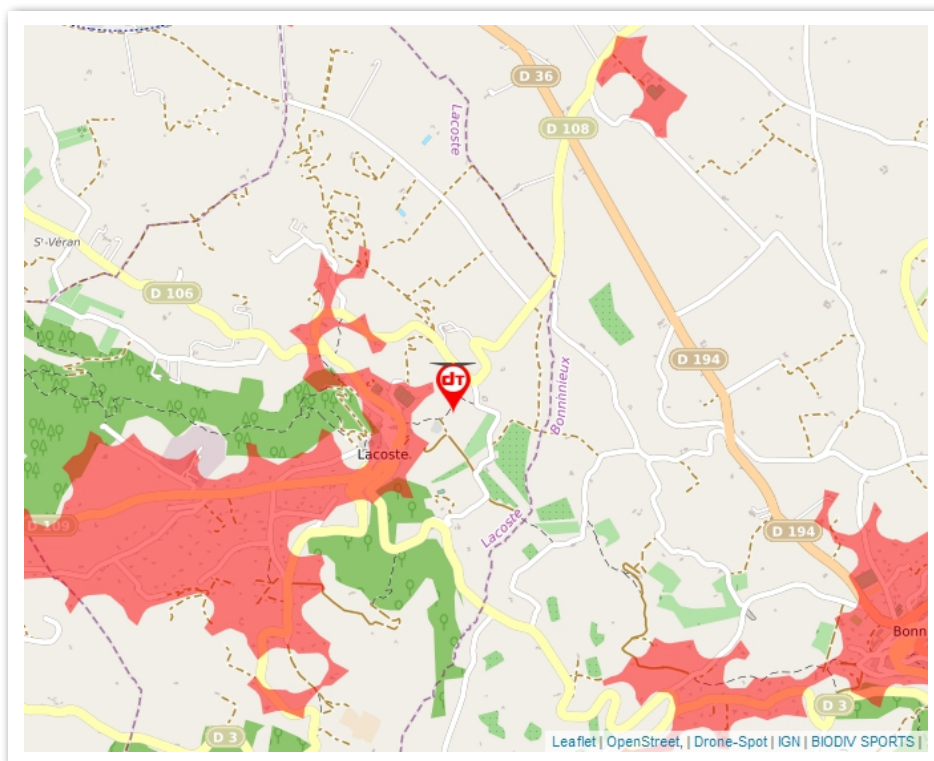 D 36
Lacoste
D 108
St-Véran
D 106
D 194
dT
Bonnnieux
Lacoste.
Lacoste
D 109
D 194
Bonn
D 3
D 3
Leaflet | OpenStreet, | Drone-Spot | IGN | BIODIV SPORTS |